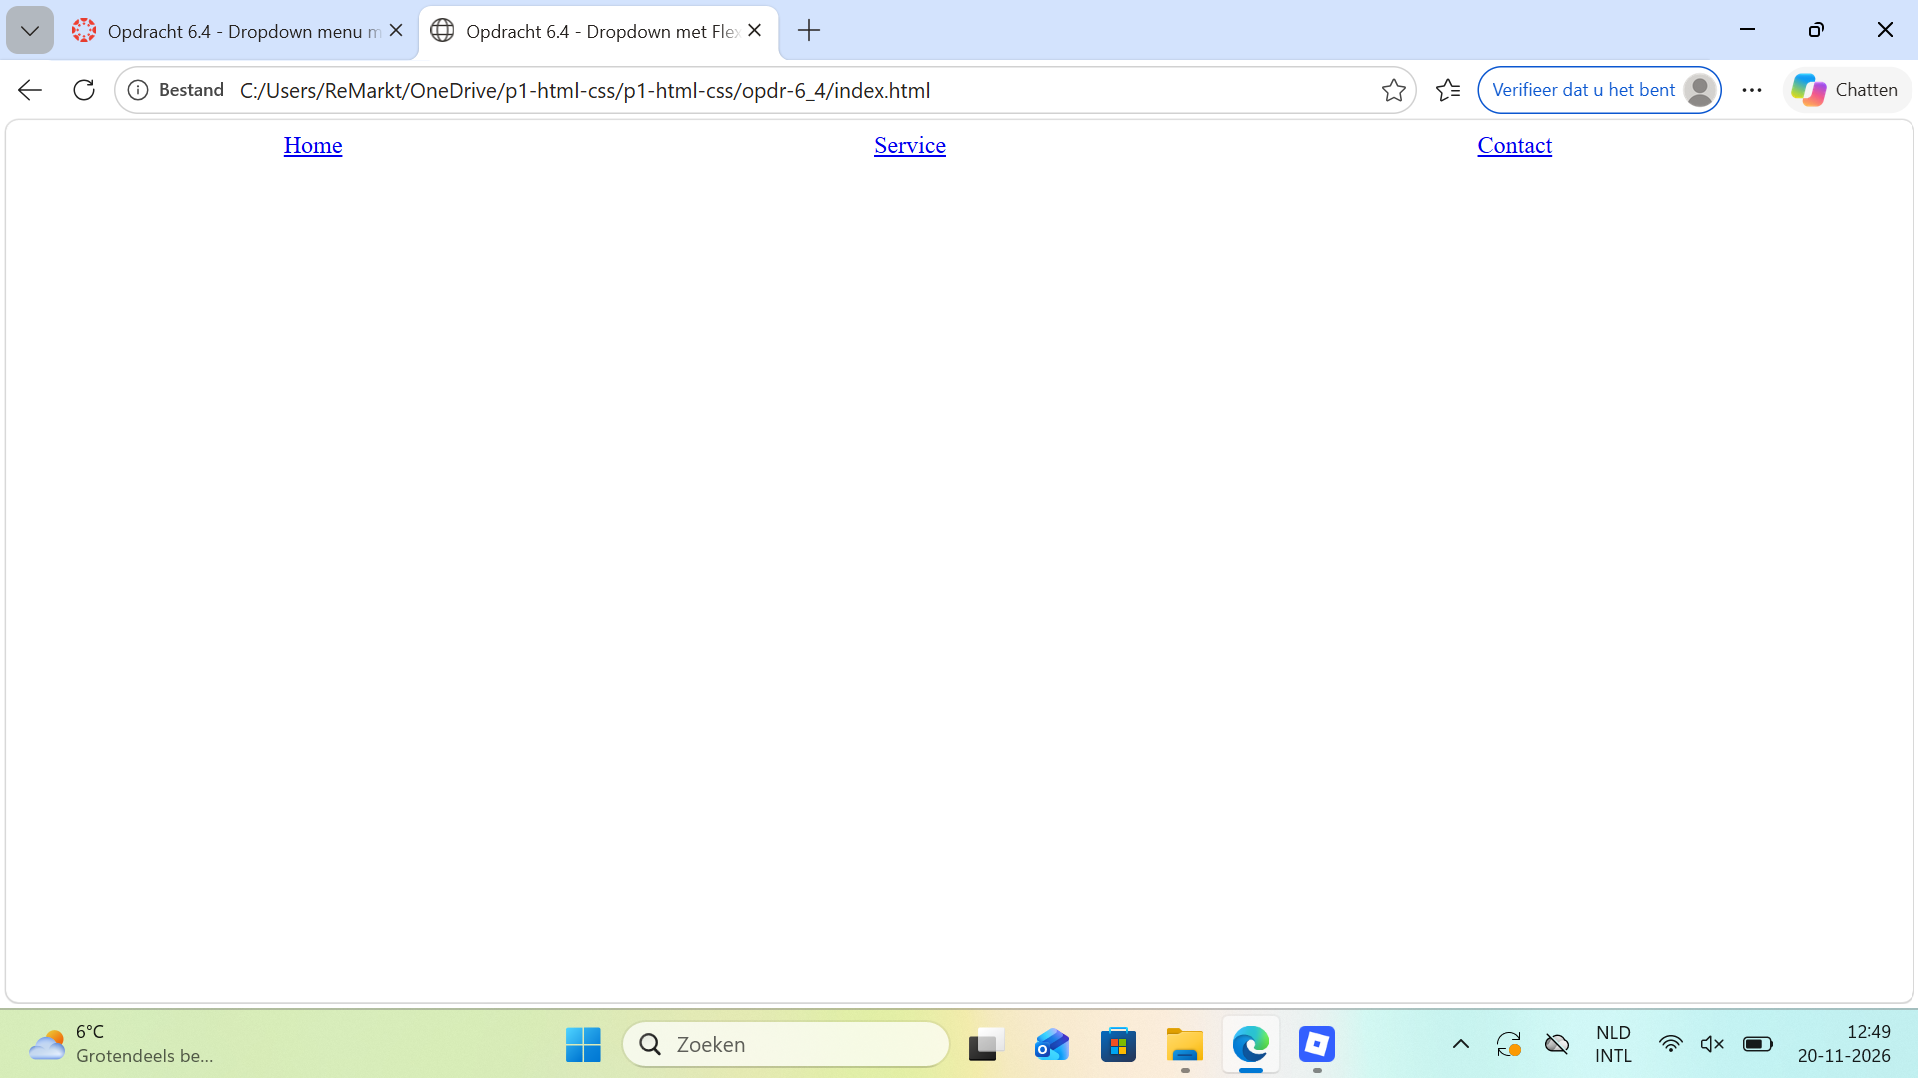 Opdracht 6.4 - Dropdown menu m
Opdracht 6.4 - Dropdown met Flex
Bestand C:/Users/ReMarkt/OneDrive/p1-html-css/p1-html-css/opdr-6_4/index.html
Verifieer dat u het bent
Chatten
Home Service Contact
6°C
Grotendeels be...
Zoeken
NLD
INTL
12:49
20-11-2026